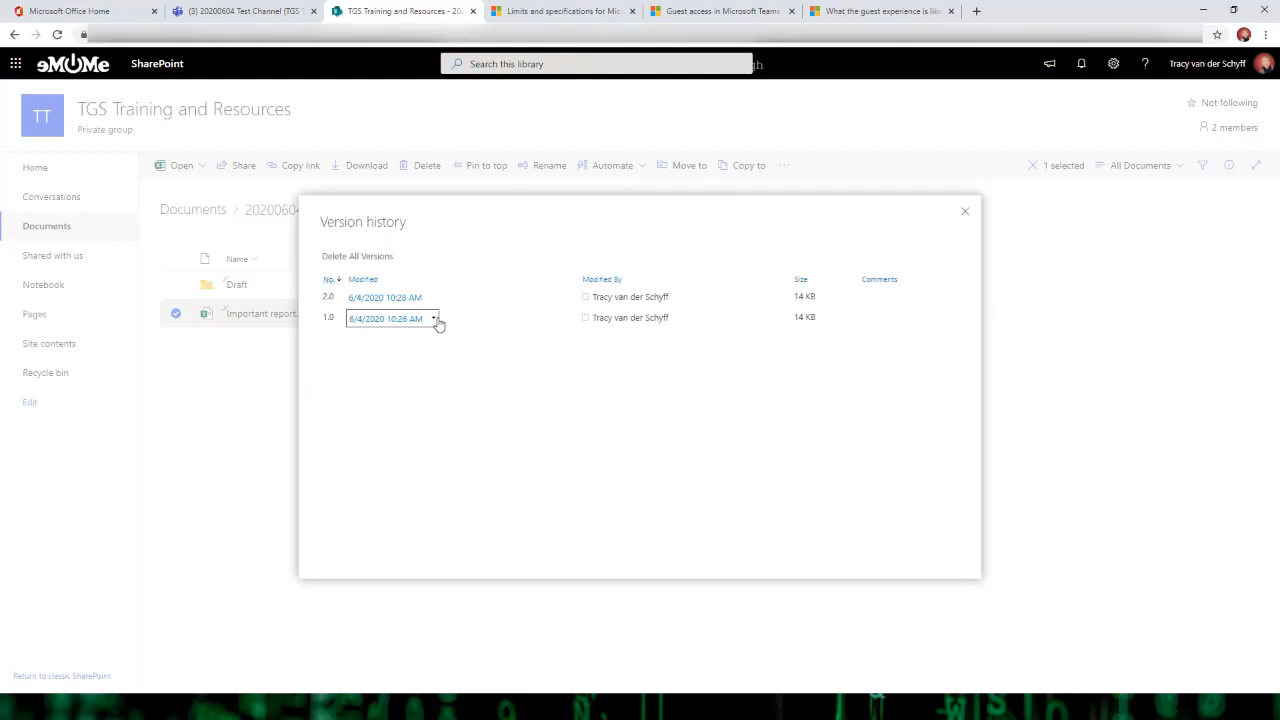 Microsoft Office Home
(3) 20200604 Test Channel (TGS T
TGS Training and Resources - 202
Limits and specifications for Mic
Guest access in Microsoft Teams
What the guest experience is like
eMOMe
SharePoint
Search this library
gh
Tracy van der Schyff
TT
TGS Training and Resources
Private group
Not following
2 members
Home
Conversations
Documents
Shared with us
Notebook
Pages
Site contents
Recycle bin
Edit
Return to classic SharePoint
Open
Share
Copy link
Download
Delete
Pin to top
Rename
Automate
Move to
Copy to
1 selected
All Documents
Documents > 20200604
Name
Draft
Important report.
Version history
Delete All Versions
No. Modified Modified By Size Comments
2.0 6/4/2020 10:28 AM Tracy van der Schyff 14 KB
1.0 6/4/2020 10:26 AM Tracy van der Schyff 14 KB